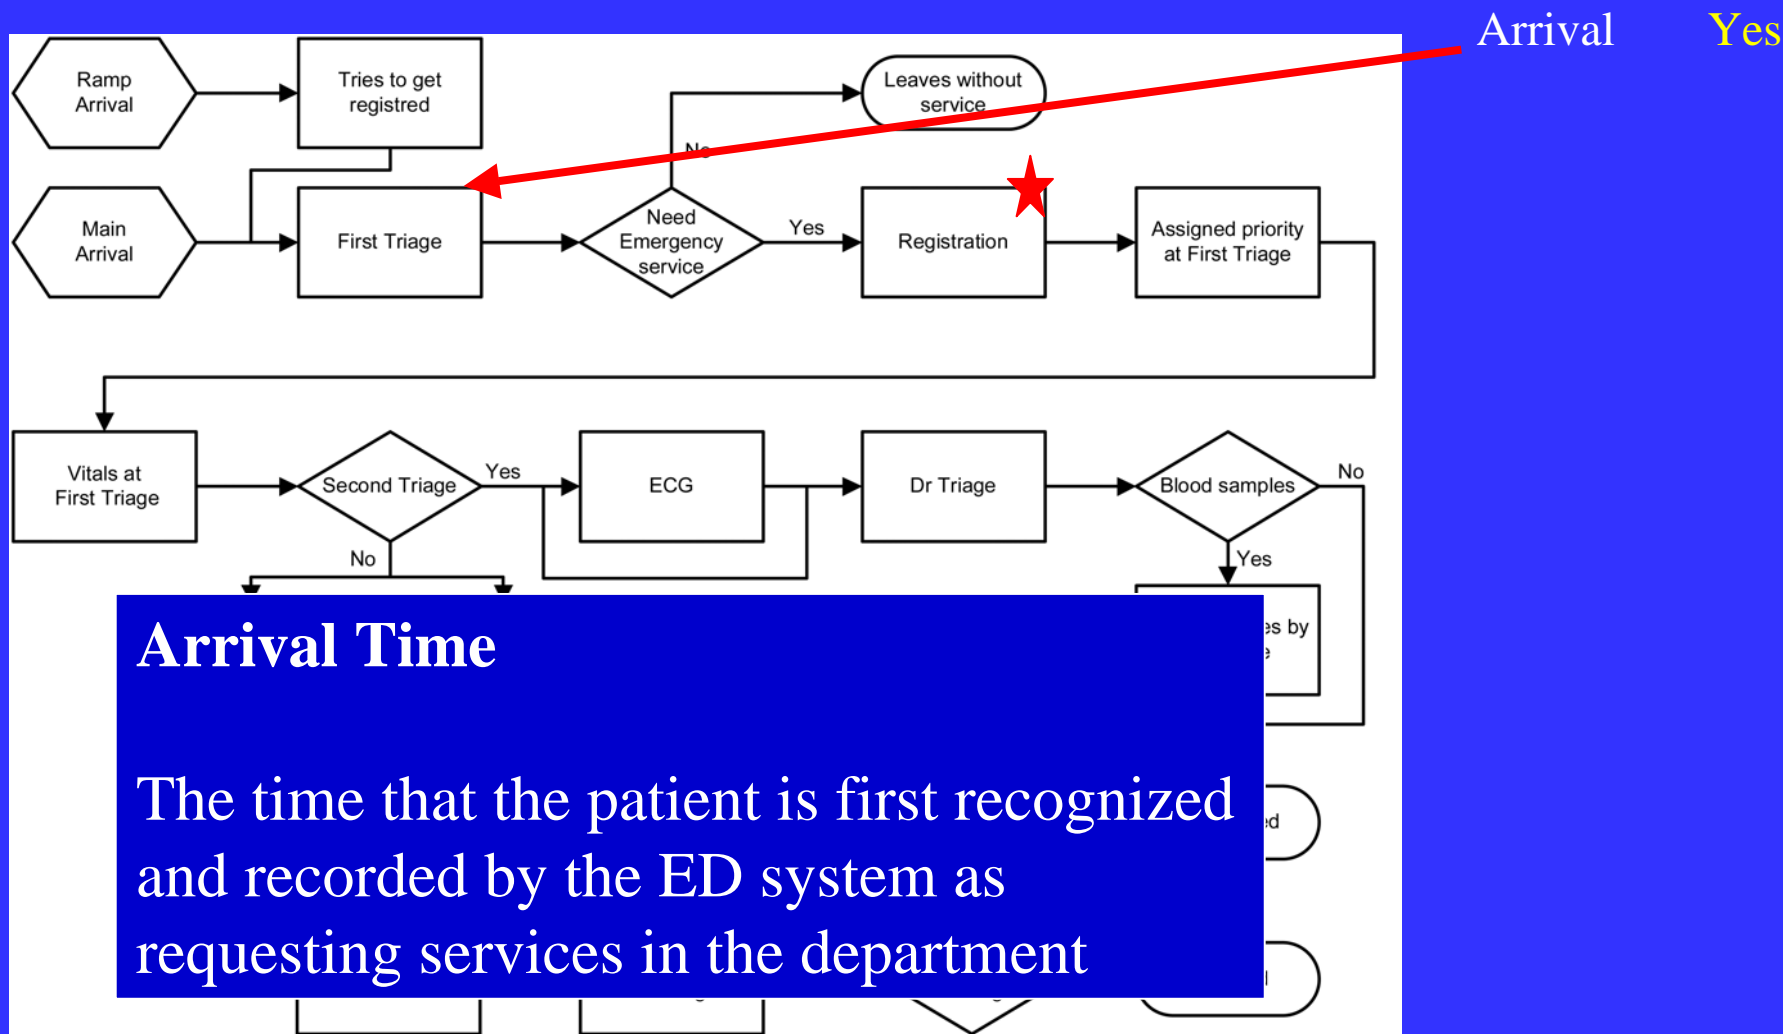 Arrival Yes
Ramp
Arrival
Tries to get
registred
Leaves without
service
No
Main
Arrival
First Triage
Need
Emergency
service
Yes
Registration
Assigned priority
at First Triage
Vitals at
First Triage
Second Triage
Yes
ECG
Dr Triage
Blood samples
No
No
Yes
by
Arrival Time
The time that the patient is first recognized
and recorded by the ED system as
requesting services in the department